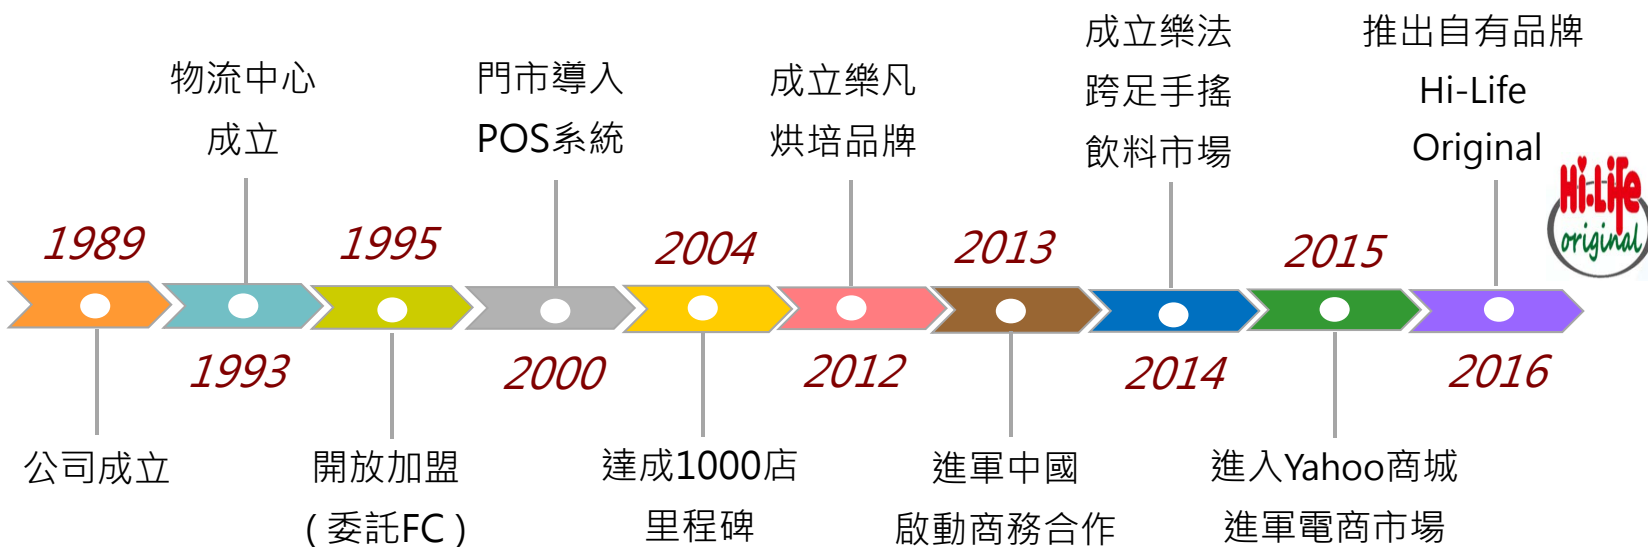 1989
公司成立
物流中心
成立
1993
1995
開放加盟
(委託FC)
門市導入
POS系統
2000
2004
達成1000店
里程碑
成立樂凡
烘培品牌
2012
2013
進軍中國
啟動商務合作
成立樂法
跨足手搖
飲料市場
2014
2015
進入Yahoo商城
進軍電商市場
推出自有品牌
Hi-Life
Original
2016
Hi-Life
original